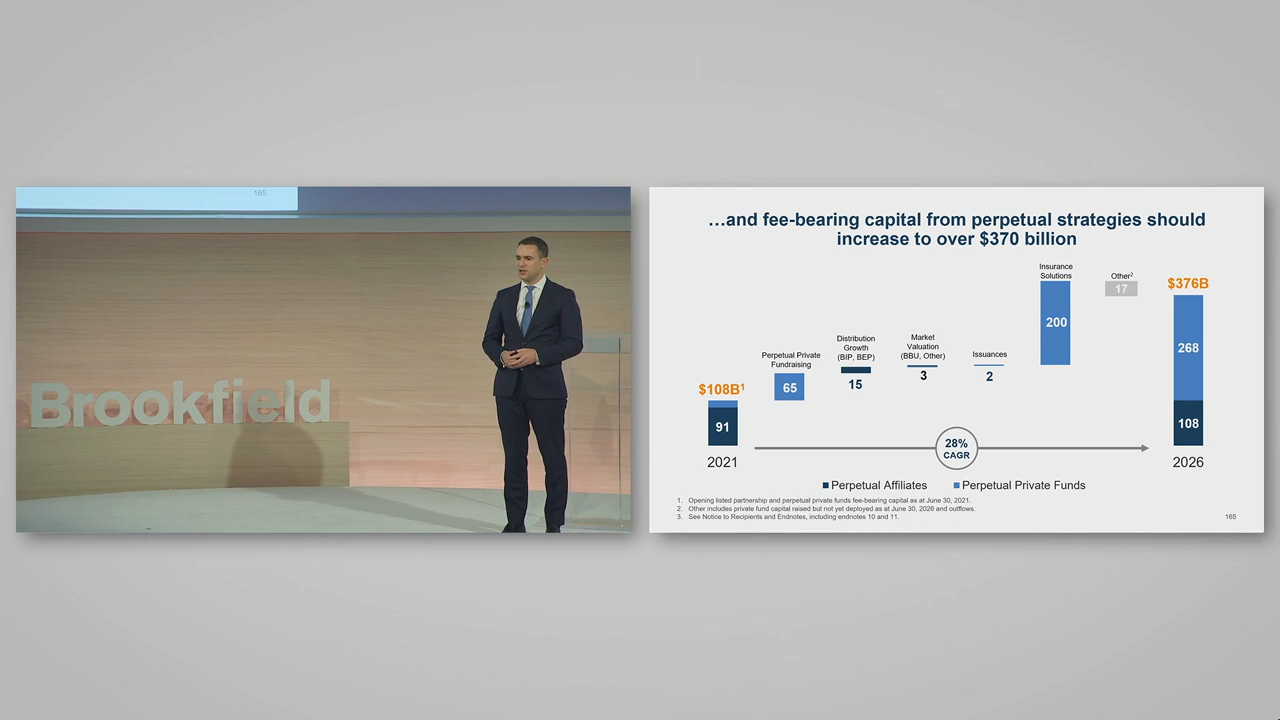 165
Brookfield
…and fee-bearing capital from perpetual strategies should
increase to over $370 billion
Insurance
Solutions
200
Other2
17
$376B
268
108
2026
Distribution
Growth
(BIP, BEP)
15
Market
Valuation
(BBU, Other)
3
Issuances
2
Perpetual Private
Fundraising
65
$108B1
91
2021
28%
CAGR
Perpetual Affiliates
Perpetual Private Funds
1. Opening listed partnership and perpetual private funds fee-bearing capital as at June 30, 2021.
2. Other includes private fund capital raised but not yet deployed as at June 30, 2026 and outflows.
3. See Notice to Recipients and Endnotes, including endnotes 10 and 11.
165